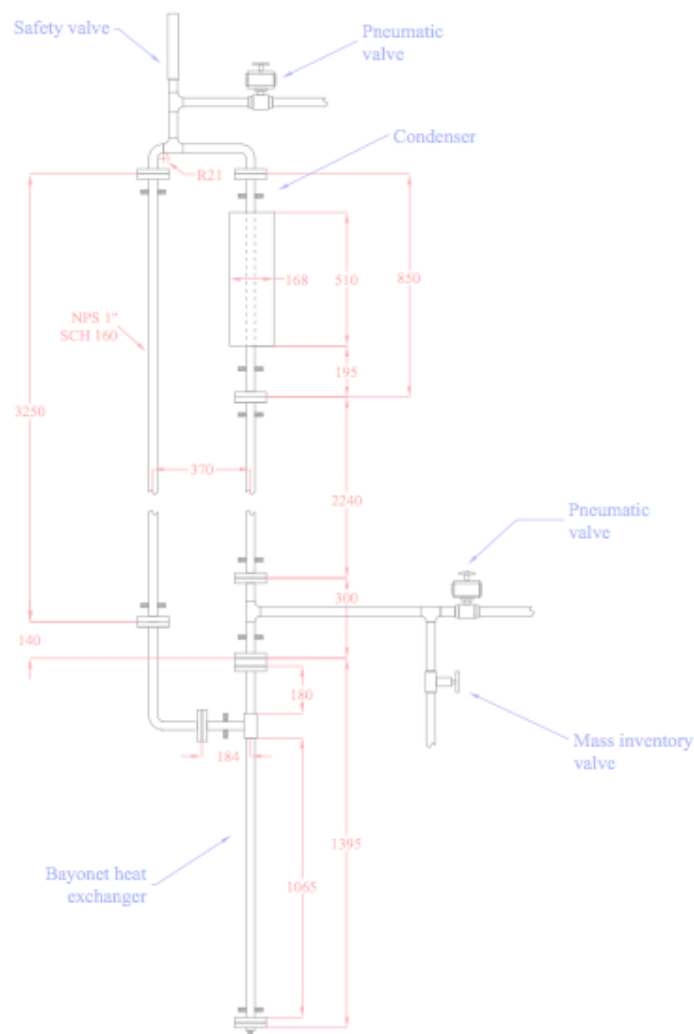 Safety valve
Pneumatic
valve
Condenser
R21
168
510
850
NPS 1"
SCH 160
195
3250
370
2240
Pneumatic
valve
300
140
180
184
Mass inventory
valve
1395
Bayonet heat
exchanger
1065